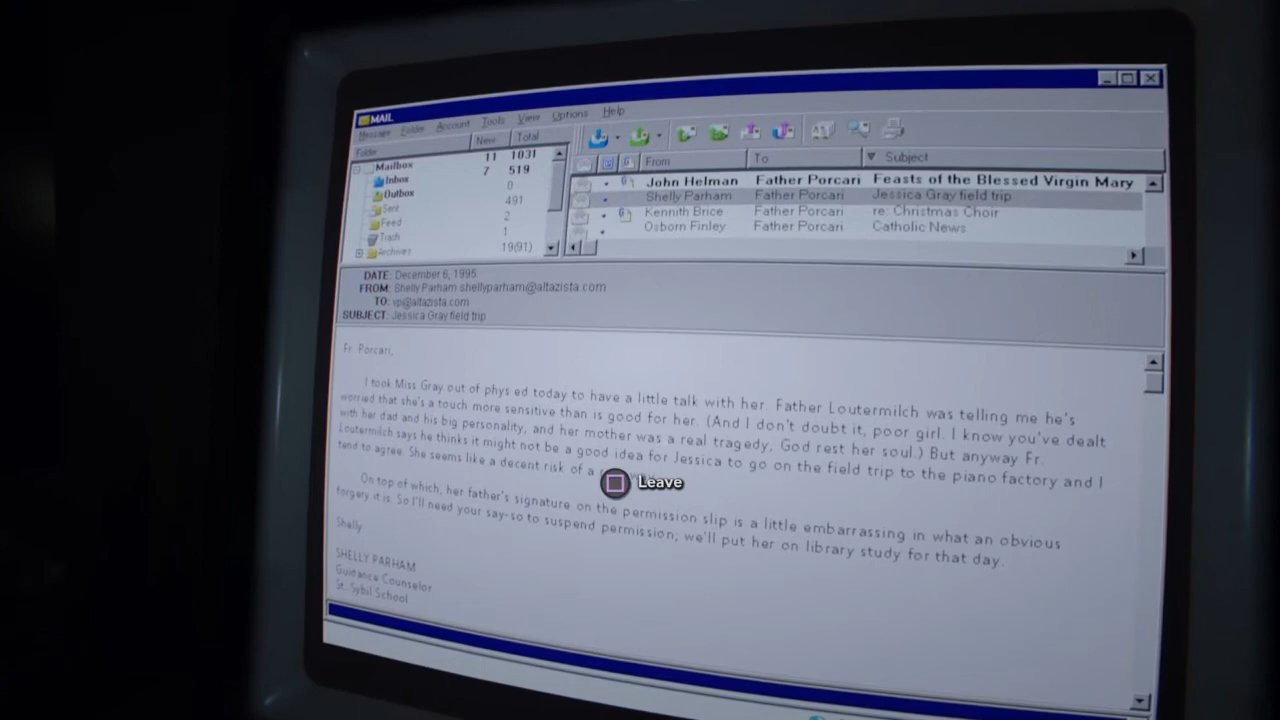 MAIL
Message Folder Account Tools View Options Help
Folder New Total
Mailbox 11 1031
Inbox 7 519
Outbox 0
Sent 491
Feed 2
Trash 1
Archives 19(91)
From To Subject
John Helman Father Porcari Feasts of the Blessed Virgin Mary
Shelly Parham Father Porcari Jessica Gray field trip
Kennith Brice Father Porcari re: Christmas Choir
Osborn Finley Father Porcari Catholic News
DATE: December 6, 1995
FROM: Shelly Parham shellyparham@altazista.com
TO: vp@altazista.com
SUBJECT: Jessica Gray field trip
Fr. Porcari,
I took Miss Gray out of phys ed today to have a little talk with her. Father Loutermilch was telling me he's
worried that she's a touch more sensitive than is good for her. (And I don't doubt it, poor girl. I know you've dealt
with her dad and his big personality, and her mother was a real tragedy, God rest her soul.) But anyway Fr.
Loutermilch says he thinks it might not be a good idea for Jessica to go on the field trip to the piano factory and I
tend to agree. She seems like a decent risk of a
Leave
On top of which, her father's signature on the permission slip is a little embarrassing in what an obvious
forgery it is. So I'll need your say-so to suspend permission; we'll put her on library study for that day.
Shelly
SHELLY PARHAM
Guidance Counselor
St. Sybil School